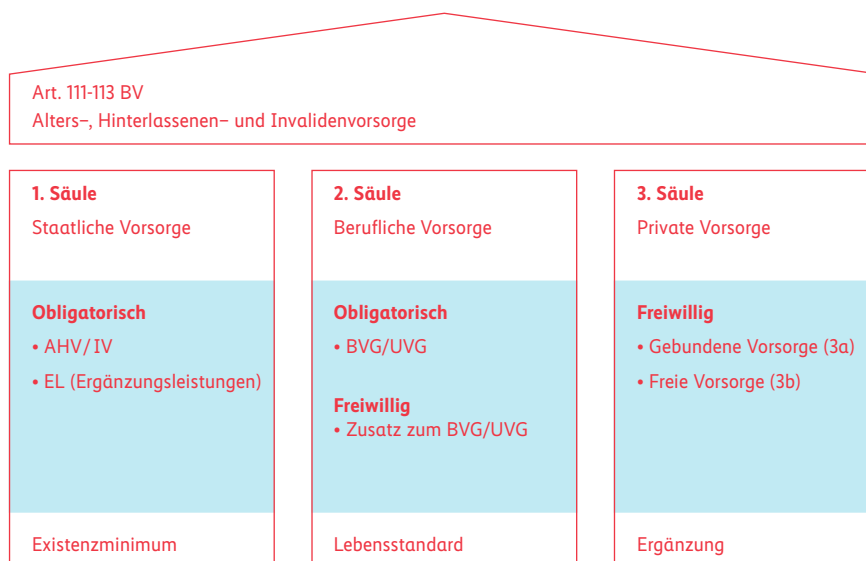 Art. 111-113 BV
Alters–, Hinterlassenen– und Invalidenvorsorge
1. Säule
Staatliche Vorsorge
Obligatorisch
• AHV/IV
• EL (Ergänzungsleistungen)
Existenzminimum
2. Säule
Berufliche Vorsorge
Obligatorisch
• BVG/UVG
Freiwillig
• Zusatz zum BVG/UVG
Lebensstandard
3. Säule
Private Vorsorge
Freiwillig
• Gebundene Vorsorge (3a)
• Freie Vorsorge (3b)
Ergänzung